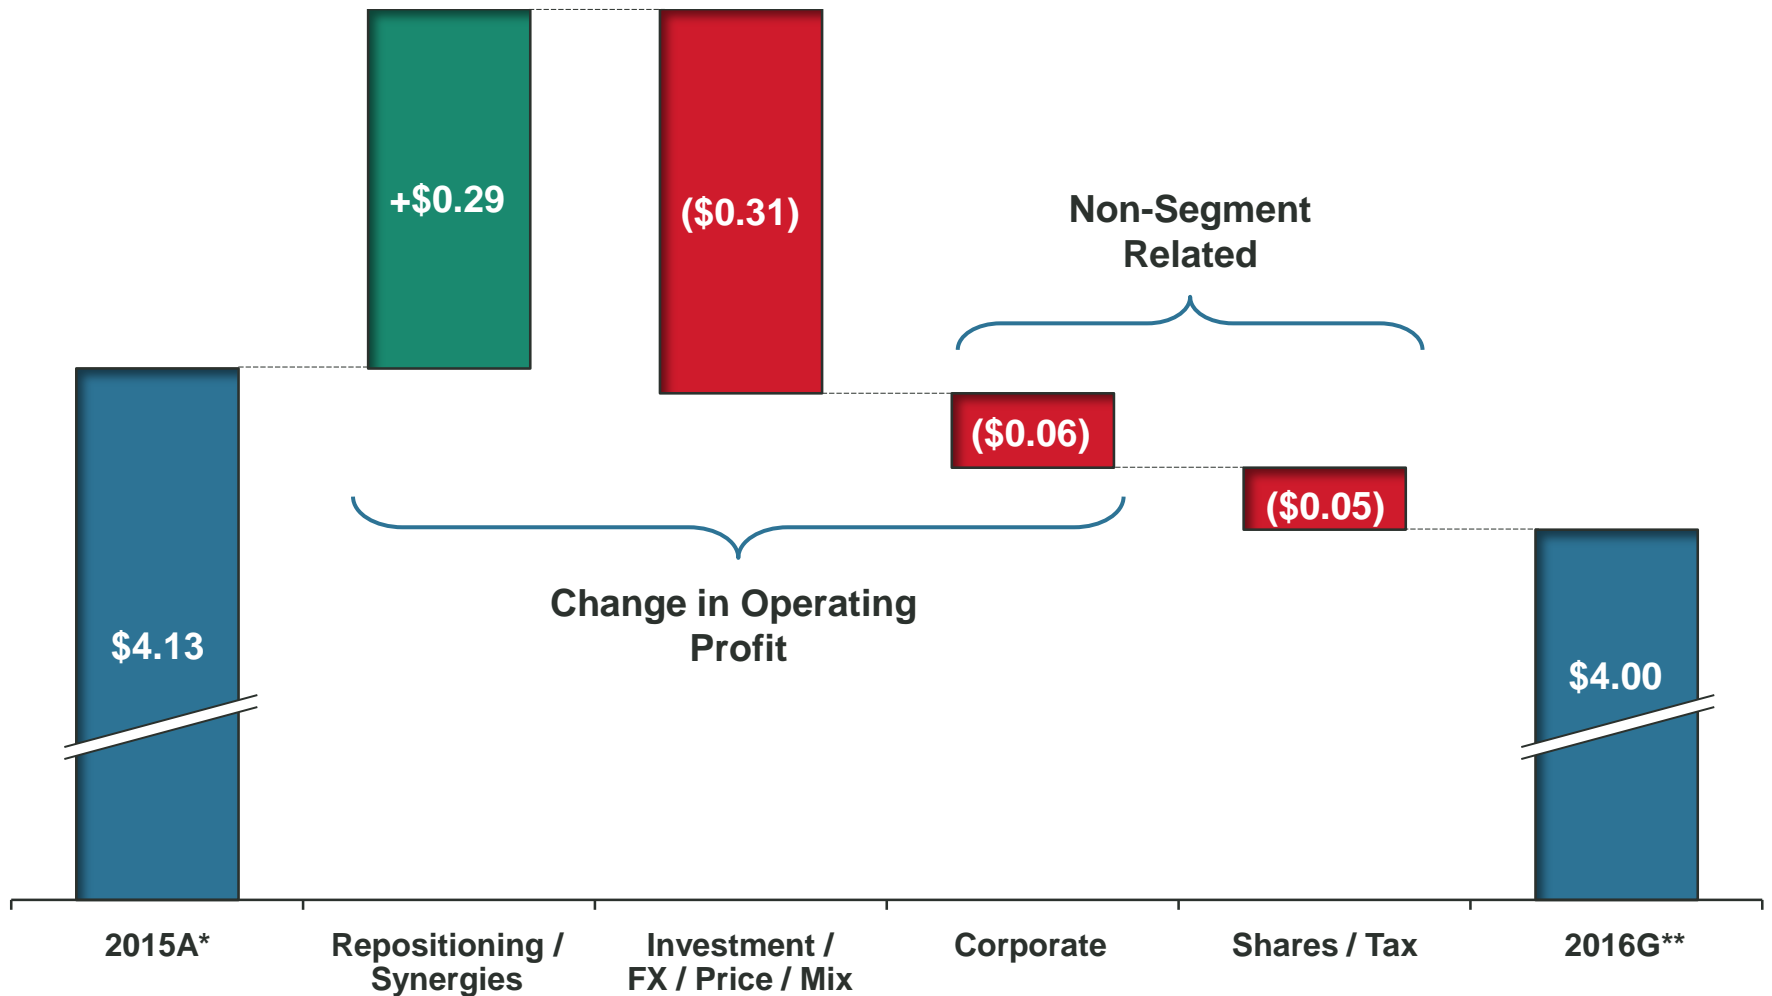 +$0.29
($0.31)
Non-Segment
Related
($0.06)
($0.05)
Change in Operating
Profit
$4.13
$4.00
2015A*
Repositioning /
Synergies
Investment /
FX / Price / Mix
Corporate
Shares / Tax
2016G**